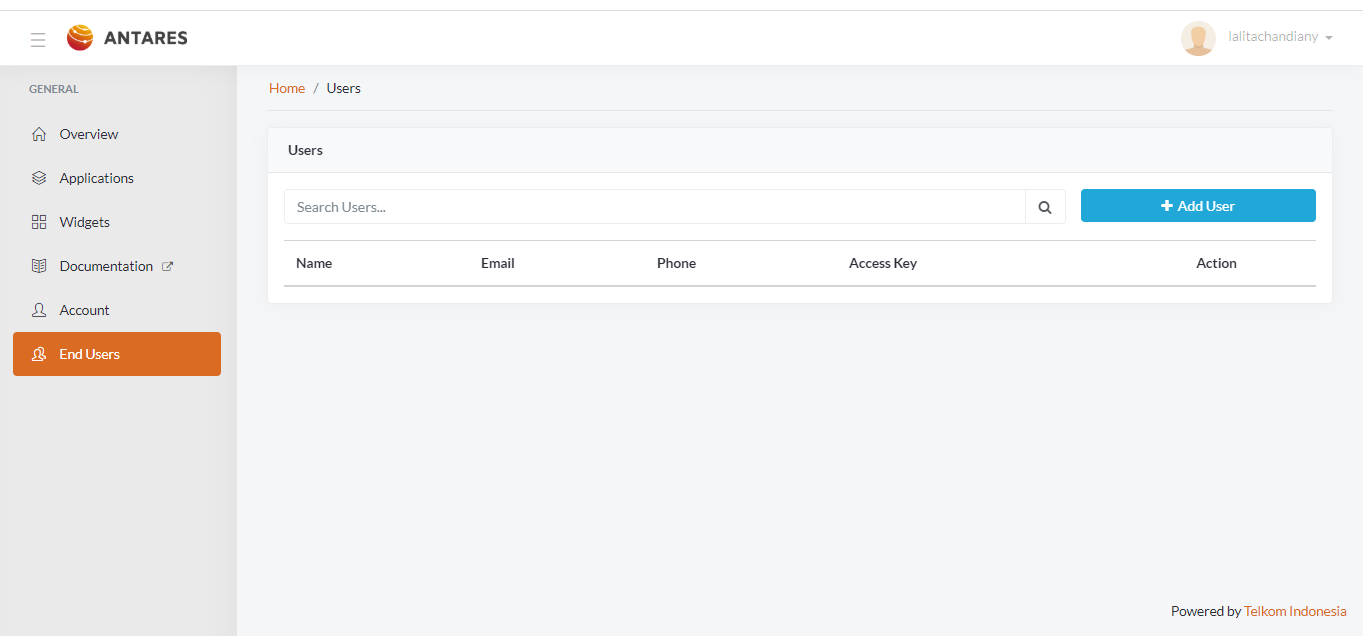 ANTARES
lalitachandiany
GENERAL
Overview
Applications
Widgets
Documentation
Account
End Users
Home / Users
Users
Search Users...
Add User
Name Email Phone Access Key Action
Powered by Telkom Indonesia